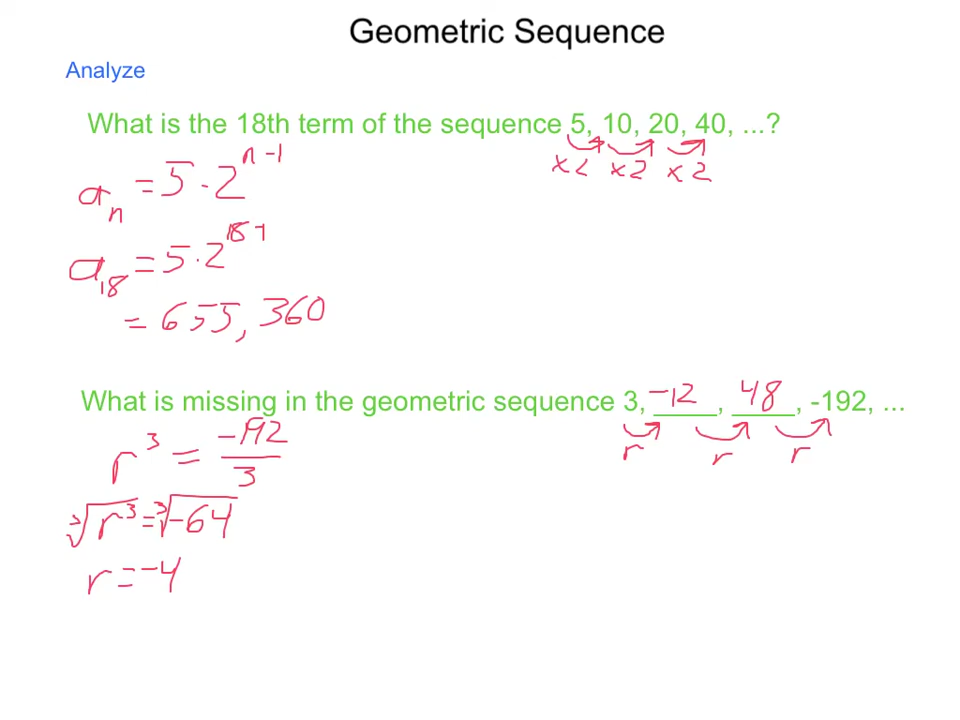 Geometric Sequence
Analyze
What is the 18th term of the sequence 5, 10, 20, 40, ...?
×2 ×2 ×2
aₙ = 5 · 2ⁿ⁻¹
a₁₈ = 5 · 2¹⁸⁻¹
= 655,360
What is missing in the geometric sequence 3, -12, 48, -192, ...
r r r
r³ = -192/3
∛r³ = ∛-64
r = -4